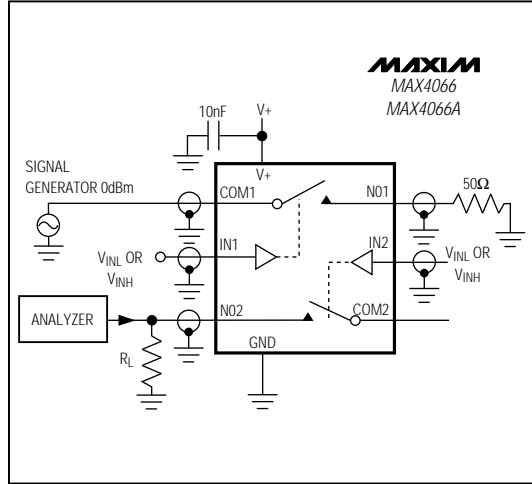 MAXIM
MAX4066
MAX4066A
10nF
V+
V+
SIGNAL
GENERATOR 0dBm
COM1
N01
50Ω
IN1
IN2
VINL OR
VINH
VINL OR
VINH
ANALYZER
N02
COM2
RL
GND